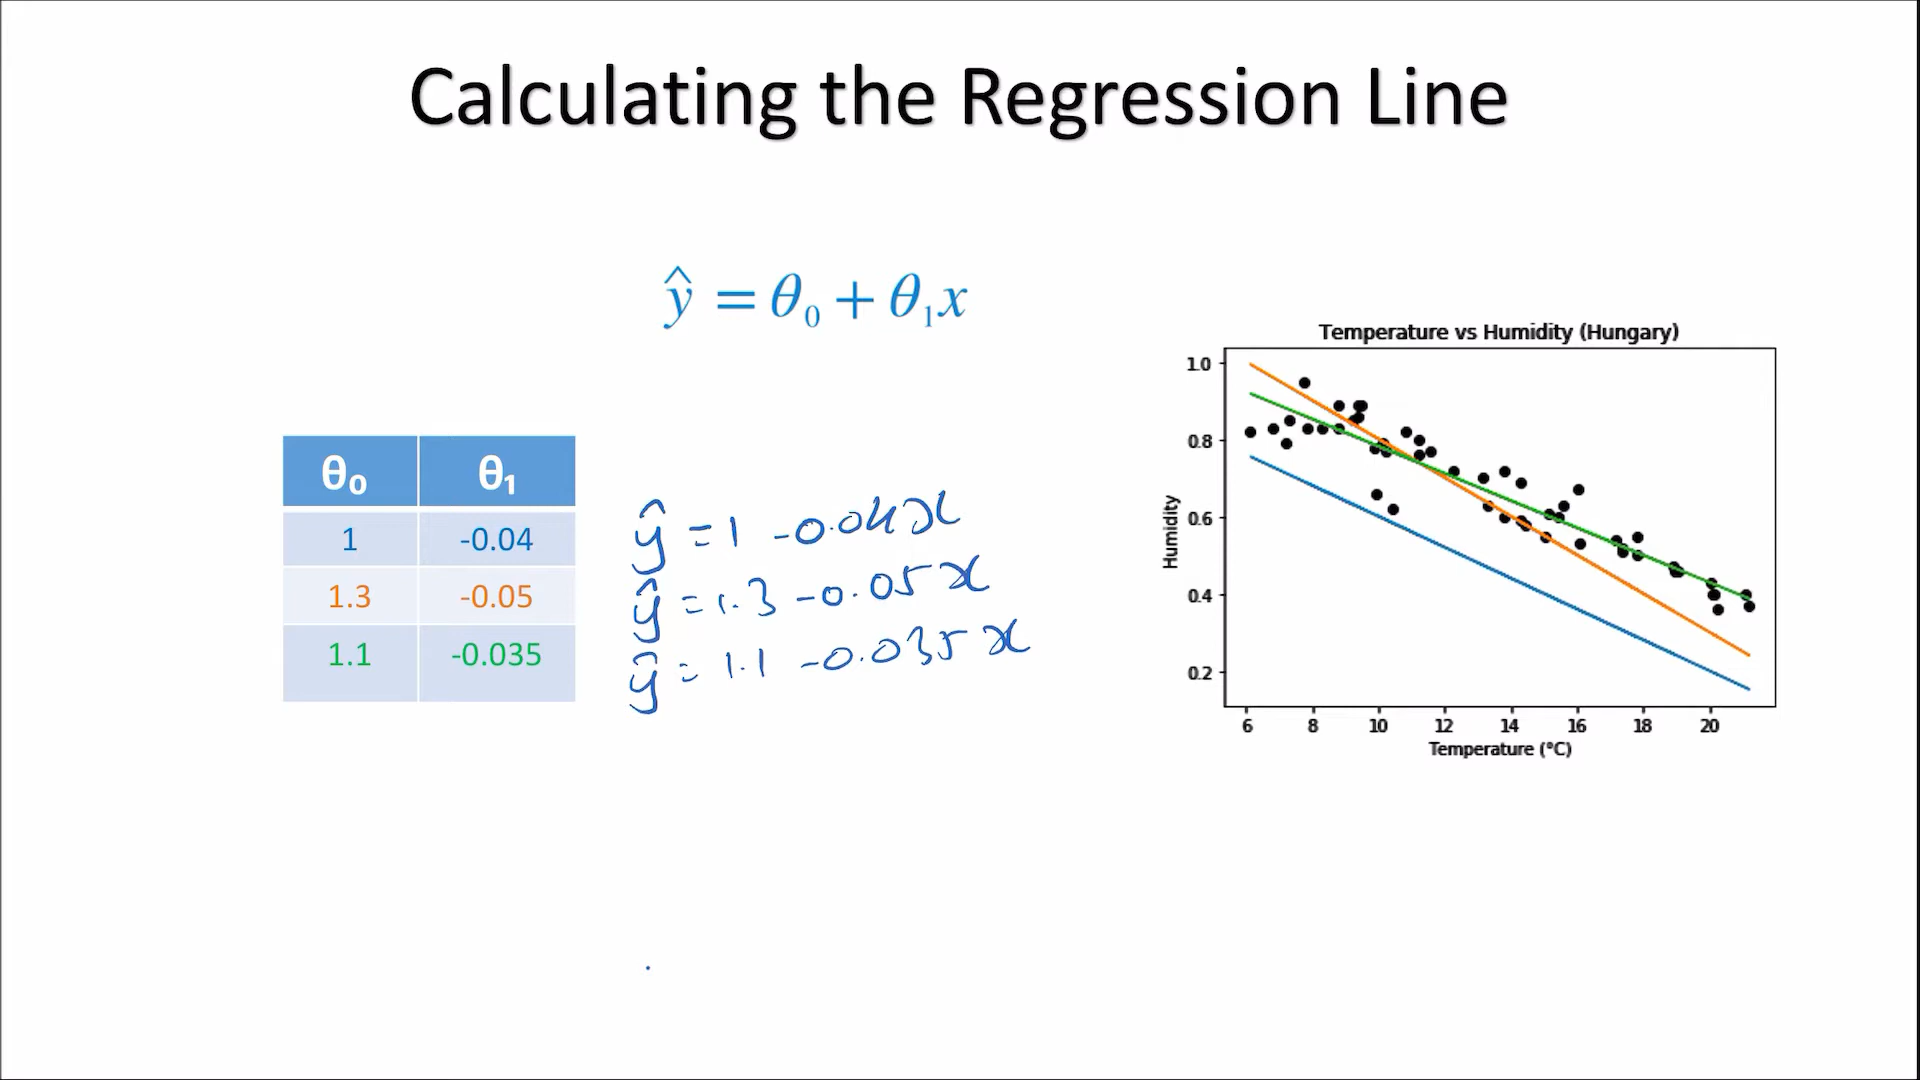 Calculating the Regression Line
ŷ = θ₀ + θ₁x
θ₀ θ₁
1 -0.04
1.3 -0.05
1.1 -0.035
ŷ = 1 - 0.04x
ŷ = 1.3 - 0.05x
ŷ = 1.1 - 0.035x
Temperature vs Humidity (Hungary)
1.0
0.8
0.6
0.4
0.2
Humidity
6 8 10 12 14 16 18 20
Temperature (°C)